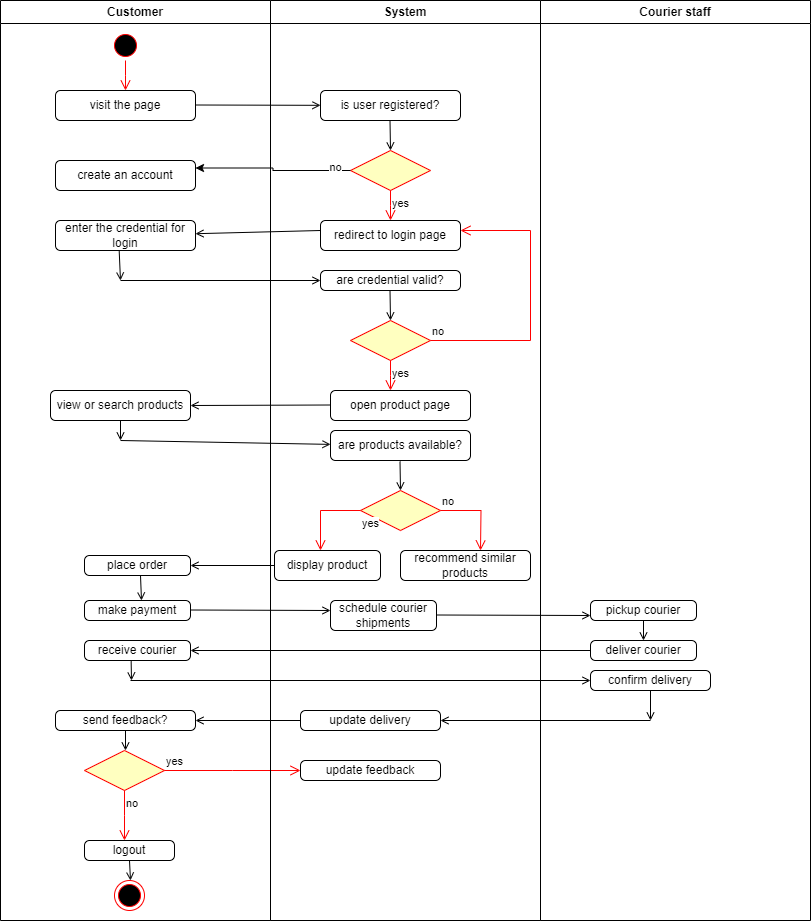 Customer
System
Courier staff
visit the page
is user registered?
no
create an account
yes
enter the credential for
login
redirect to login page
are credential valid?
no
yes
view or search products
open product page
are products available?
no
yes
display product
recommend similar
products
place order
make payment
schedule courier
shipments
pickup courier
receive courier
deliver courier
confirm delivery
send feedback?
update delivery
yes
update feedback
no
logout